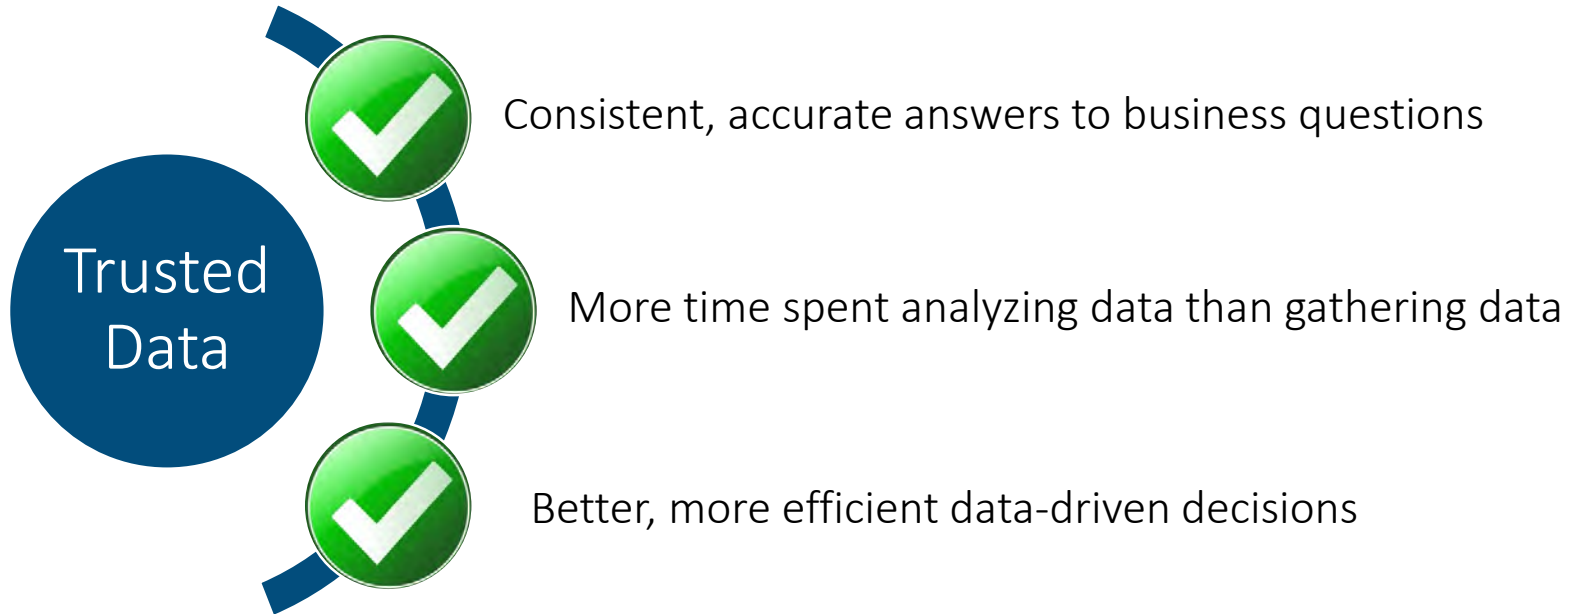 Consistent, accurate answers to business questions
Trusted
Data
More time spent analyzing data than gathering data
Better, more efficient data-driven decisions